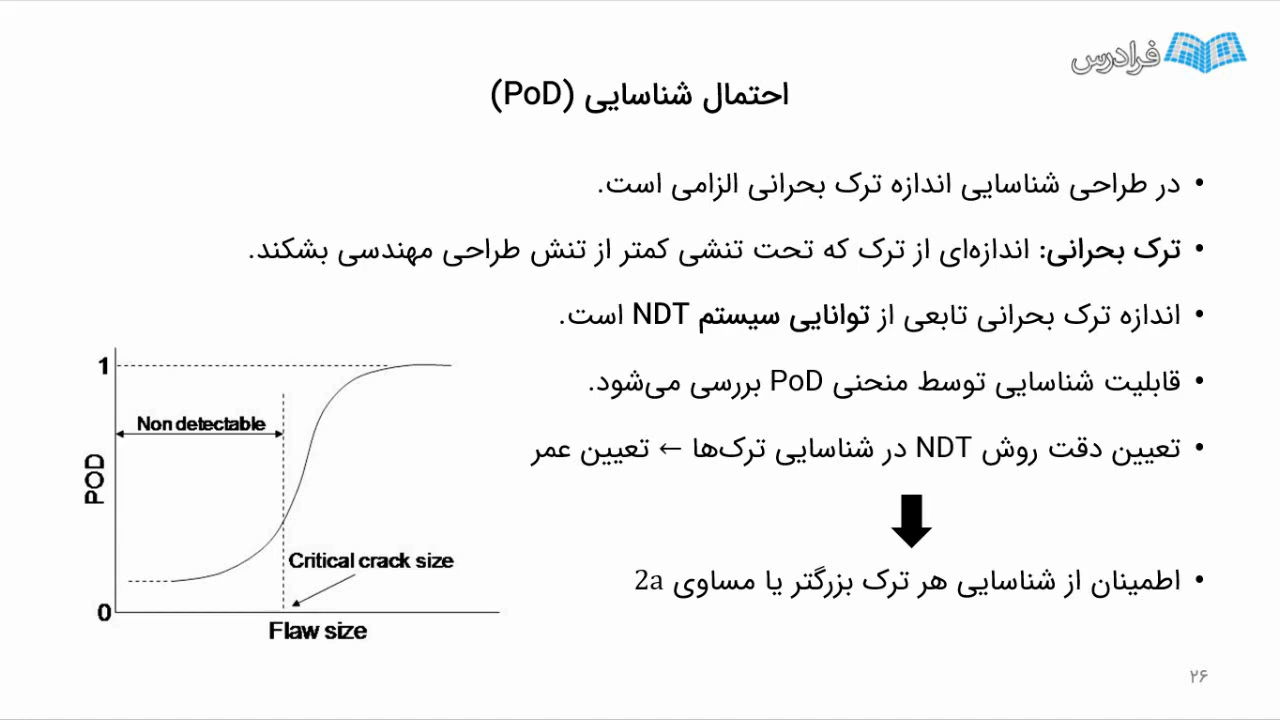 فرادرس
احتمال شناسایی (PoD)
• در طراحی شناسایی اندازه ترک بحرانی الزامی است.
• ترک بحرانی: اندازه‌ای از ترک که تحت تنشی کمتر از تنش طراحی مهندسی بشکند.
• اندازه ترک بحرانی تابعی از توانایی سیستم NDT است.
• قابلیت شناسایی توسط منحنی PoD بررسی می‌شود.
• تعیین دقت روش NDT در شناسایی ترک‌ها ← تعیین عمر
• اطمینان از شناسایی هر ترک بزرگتر یا مساوی 2a
1
Non detectable
POD
Critical crack size
0
Flaw size
۲۶